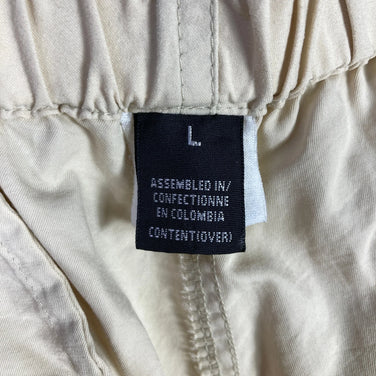 L
ASSEMBLED IN/
CONFECTIONNE
EN COLOMBIA
CONTENT(OVER)